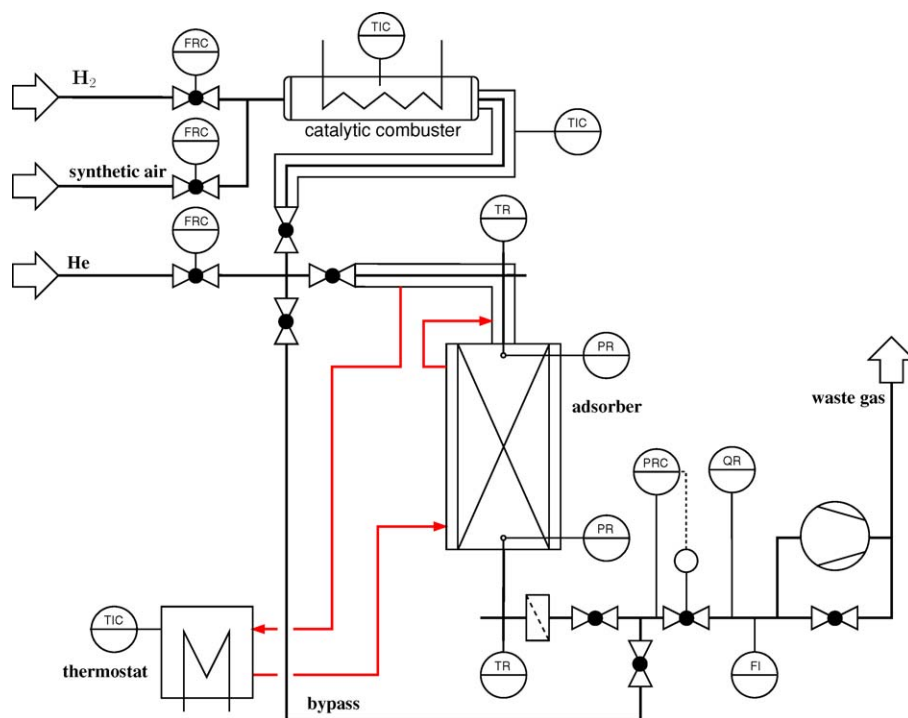 TIC
FRC
H₂
catalytic combuster
FRC
TIC
synthetic air
FRC
TR
He
PR
adsorber
waste gas
PRC
QR
PR
TIC
thermostat
TR
FI
bypass